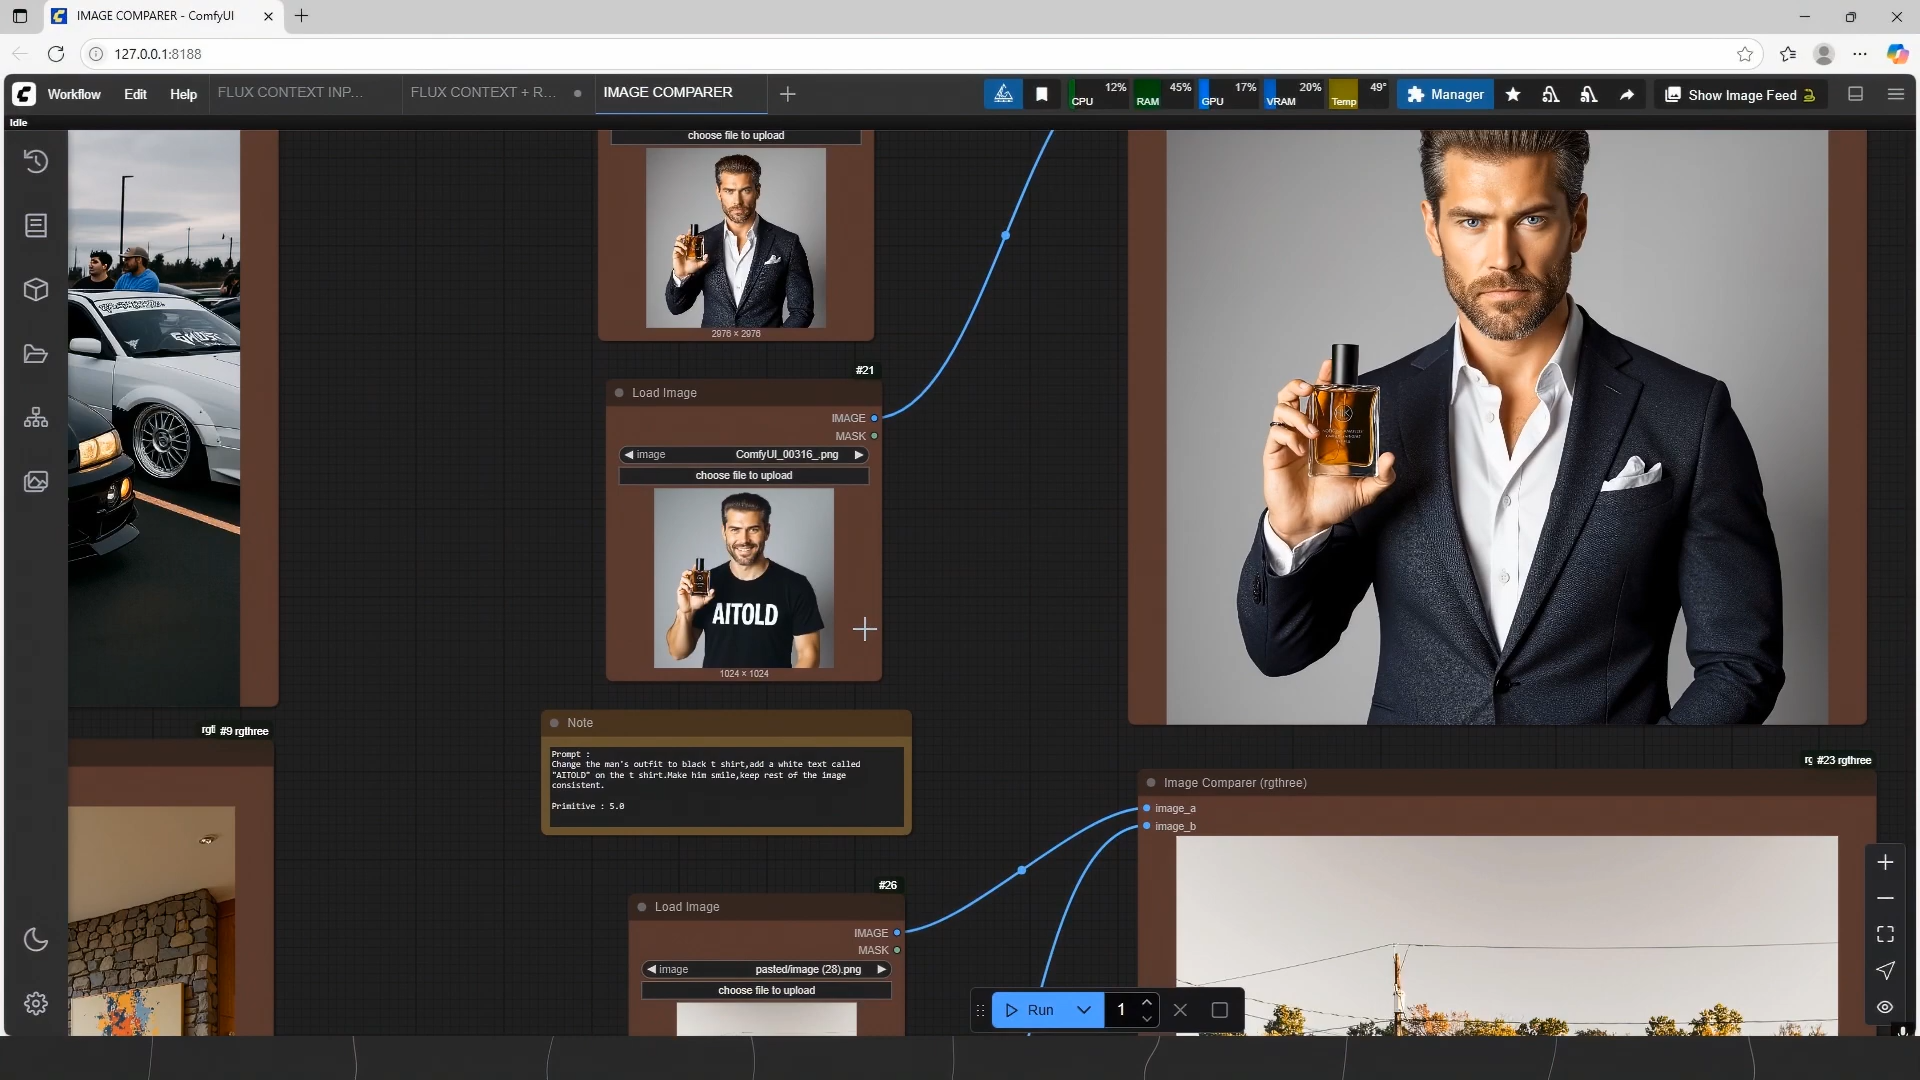 IMAGE COMPARER - ComfyUI
127.0.0.1:8188
Workflow
Edit
Help
FLUX CONTEXT INP...
FLUX CONTEXT + R...
IMAGE COMPARER
CPU 12%
RAM 45%
GPU 17%
VRAM 20%
Temp 49°
Manager
Show Image Feed
Idle
choose file to upload
2976 × 2976
#21
Load Image
IMAGE
MASK
image ComfyUI_00316_.png
choose file to upload
AITOLD
1024 × 1024
#9 rgthree
Note
Prompt :
Change the man's outfit to black t shirt,add a white text called
"AITOLD" on the t shirt.Make him smile,keep rest of the image
consistent.
Primitive : 5.0
#23 rgthree
Image Comparer (rgthree)
image_a
image_b
#26
Load Image
IMAGE
MASK
image pasted/image (28).png
choose file to upload
Run
1